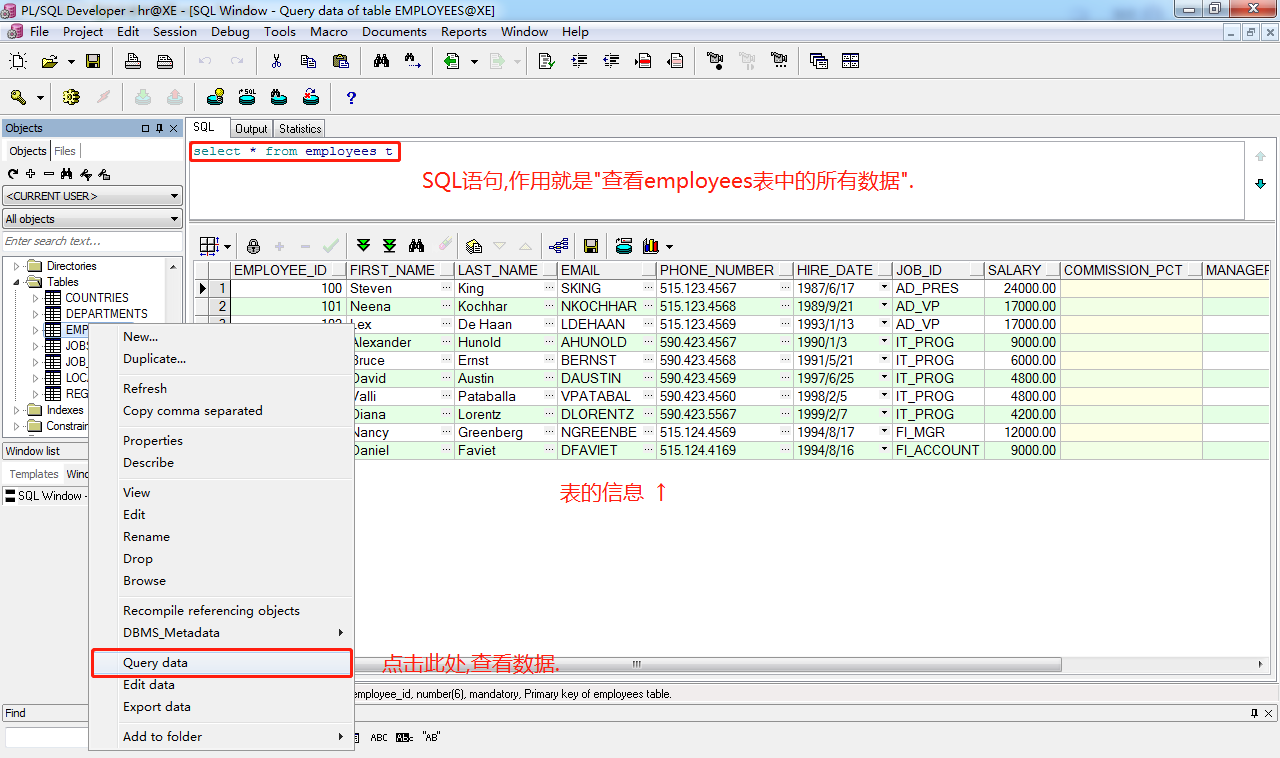 PL/SQL Developer - hr@XE - [SQL Window - Query data of table EMPLOYEES@XE]
File Project Edit Session Debug Tools Macro Documents Reports Window Help
Objects
Objects Files
<CURRENT USER>
All objects
Enter search text...
Directories
Tables
COUNTRIES
DEPARTMENTS
Indexes
Window list
Templates
SQL Window -
SQL Output Statistics
select * from employees t
SQL语句,作用就是"查看employees表中的所有数据".
EMPLOYEE_ID FIRST_NAME LAST_NAME EMAIL PHONE_NUMBER HIRE_DATE JOB_ID SALARY COMMISSION_PCT MANAGER
1 100 Steven King SKING 515.123.4567 1987/6/17 AD_PRES 24000.00
2 101 Neena Kochhar NKOCHHAR 515.123.4568 1989/9/21 AD_VP 17000.00
Lex De Haan LDEHAAN 515.123.4569 1993/1/13 AD_VP 17000.00
Alexander Hunold AHUNOLD 590.423.4567 1990/1/3 IT_PROG 9000.00
Bruce Ernst BERNST 590.423.4568 1991/5/21 IT_PROG 6000.00
David Austin DAUSTIN 590.423.4569 1997/6/25 IT_PROG 4800.00
Valli Pataballa VPATABAL 590.423.4560 1998/2/5 IT_PROG 4800.00
Diana Lorentz DLORENTZ 590.423.5567 1999/2/7 IT_PROG 4200.00
Nancy Greenberg NGREENBE 515.124.4569 1994/8/17 FI_MGR 12000.00
Daniel Faviet DFAVIET 515.124.4169 1994/8/16 FI_ACCOUNT 9000.00
表的信息 ↑
New...
Duplicate...
Refresh
Copy comma separated
Properties
Describe
View
Edit
Rename
Drop
Browse
Recompile referencing objects
DBMS_Metadata
Query data
点击此处,查看数据.
Edit data
Export data
Add to folder
employee_id, number(6), mandatory, Primary key of employees table.
Find
ABC "AB"